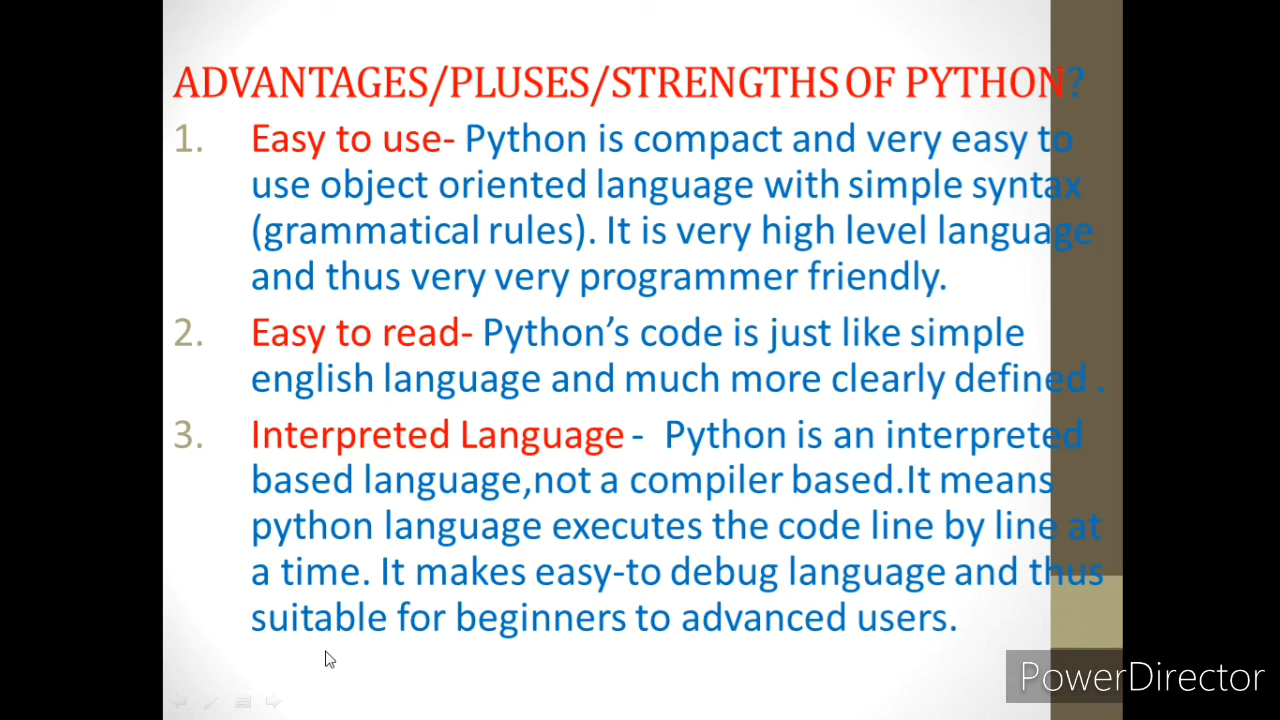 ADVANTAGES/PLUSES/STRENGTHS OF PYTHON?
1. Easy to use- Python is compact and very easy to
use object oriented language with simple syntax
(grammatical rules). It is very high level language
and thus very very programmer friendly.
2. Easy to read- Python’s code is just like simple
english language and much more clearly defined .
3. Interpreted Language - Python is an interpreted
based language,not a compiler based.It means
python language executes the code line by line at
a time. It makes easy-to debug language and thus
suitable for beginners to advanced users.
PowerDirector